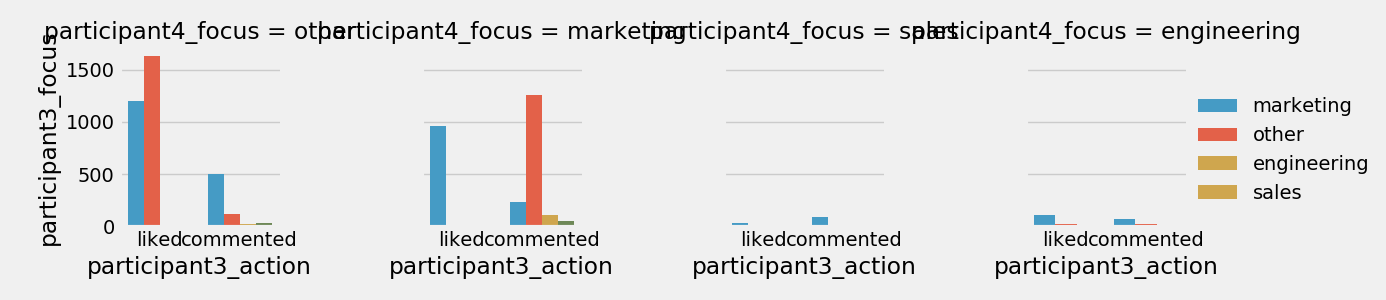 participant4_focus = other
participant4_focus = marketing
participant4_focus = sales
participant4_focus = engineering
participant3_focus
1500
1000
500
0
liked commented
liked commented
liked commented
liked commented
participant3_action
participant3_action
participant3_action
participant3_action
marketing
other
engineering
sales